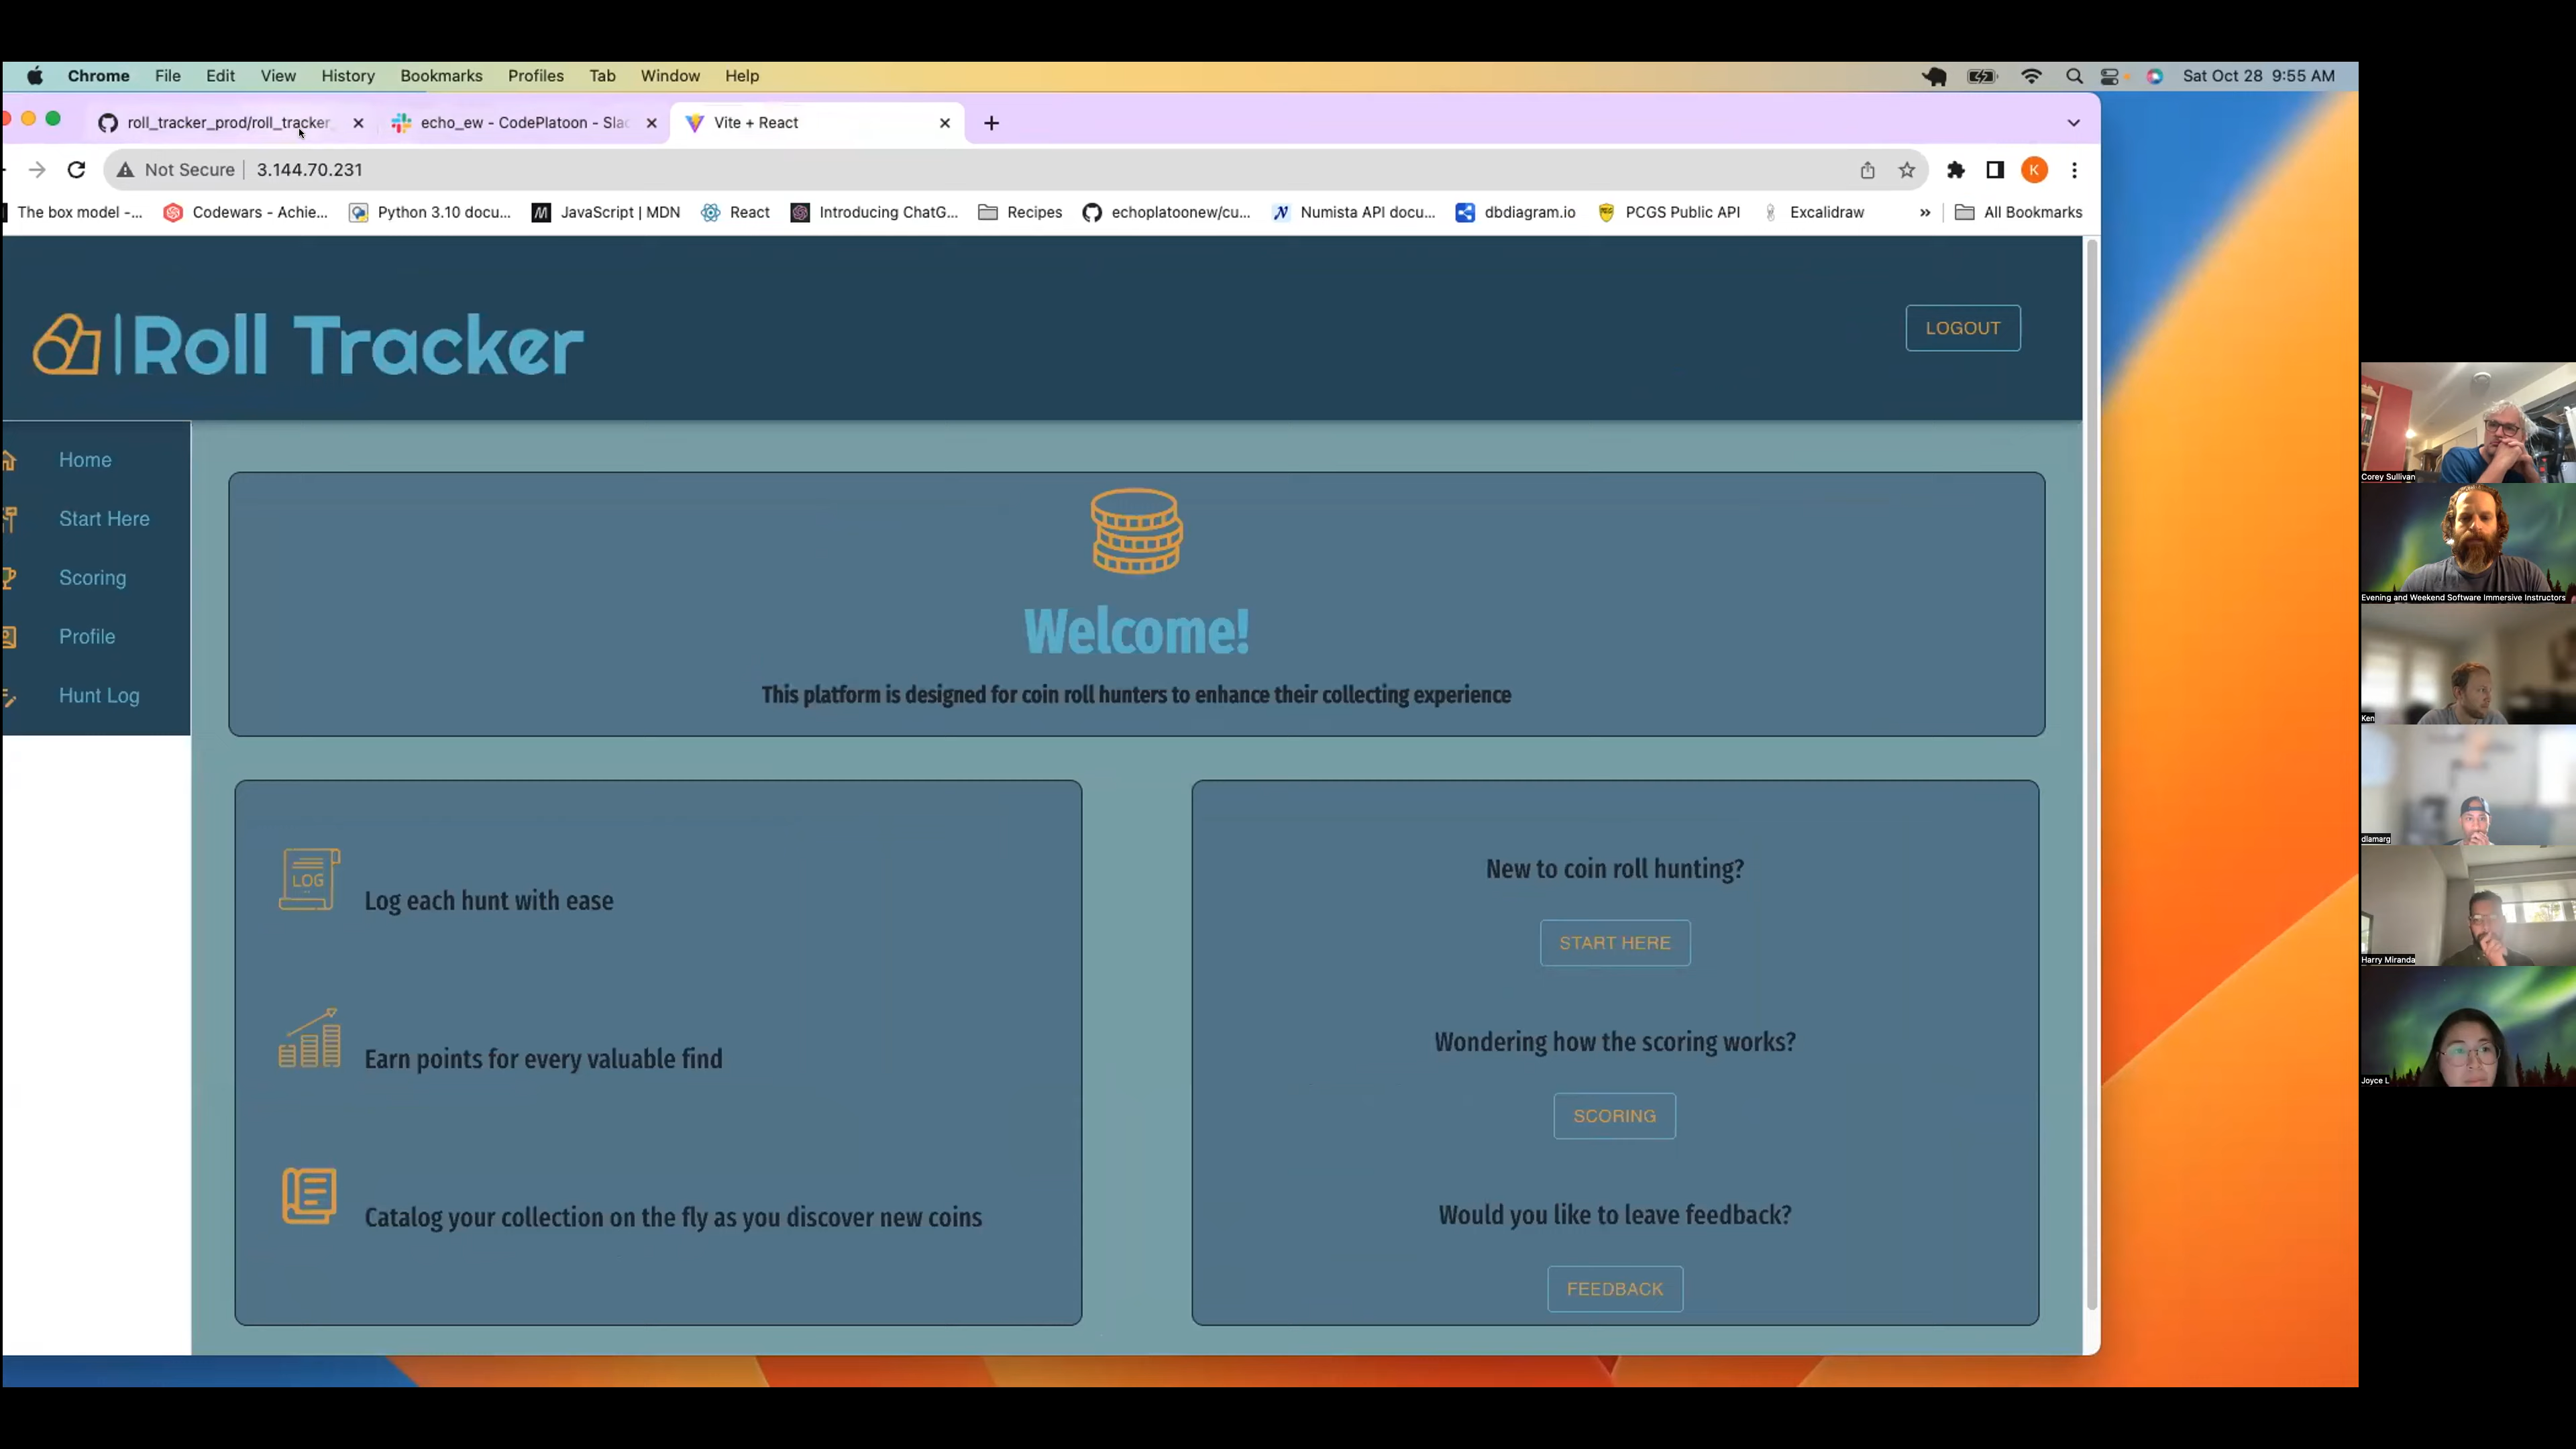 Chrome File Edit View History Bookmarks Profiles Tab Window Help Sat Oct 28 9:55 AM
roll_tracker_prod/roll_tracker echo_ew - CodePlatoon - Sla Vite + React
Not Secure 3.144.70.231 K
The box model -... Codewars - Achie... Python 3.10 docu... JavaScript | MDN React Introducing ChatG... Recipes echoplatoonew/cu... Numista API docu... dbdiagram.io PCGS Public API Excalidraw » All Bookmarks
Roll Tracker
LOGOUT
Home
Start Here
Scoring
Profile
Hunt Log
Welcome!
This platform is designed for coin roll hunters to enhance their collecting experience
LOG
Log each hunt with ease
Earn points for every valuable find
Catalog your collection on the fly as you discover new coins
New to coin roll hunting?
START HERE
Wondering how the scoring works?
SCORING
Would you like to leave feedback?
FEEDBACK
Corey Sullivan
Evening and Weekend Software Immersive Instructors
Ken
dlamarg
Harry Miranda
Joyce L